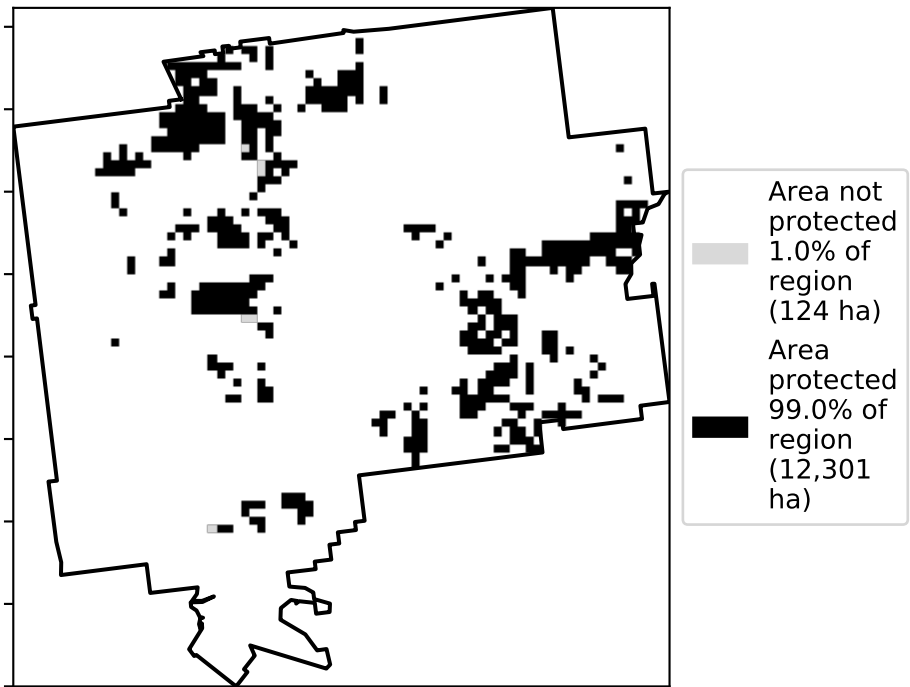 Area not
protected
1.0% of
region
(124 ha)
Area
protected
99.0% of
region
(12,301
ha)